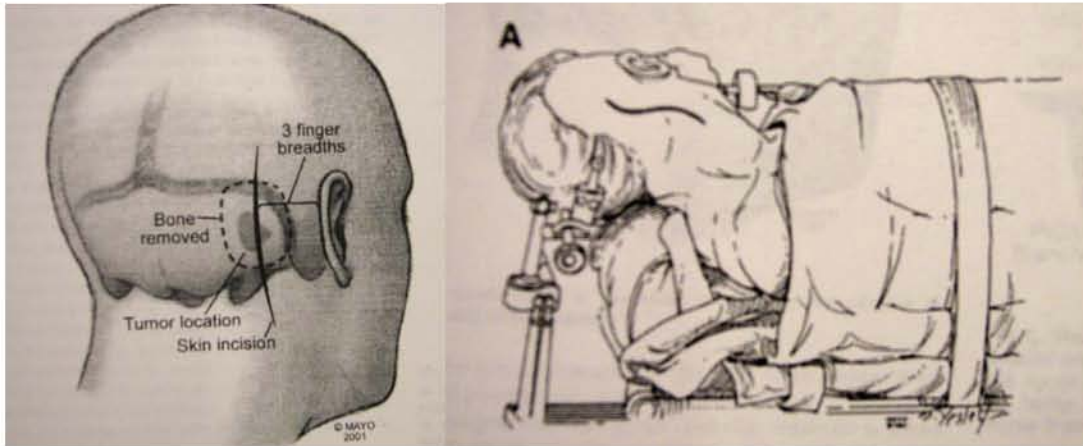 3 finger
breadths
Bone
removed
Tumor location
Skin incision
© MAYO
2001
A